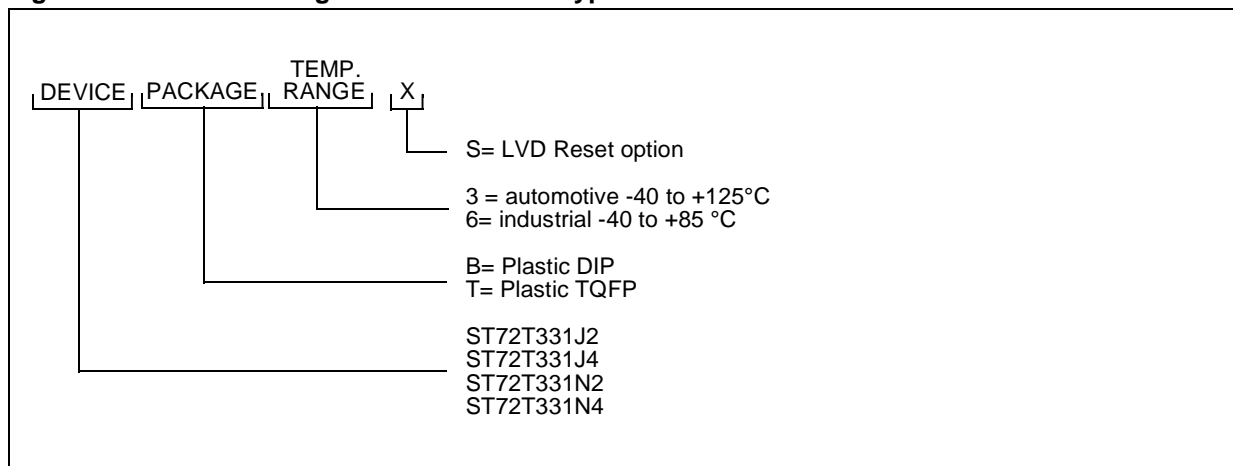 TEMP.
DEVICE PACKAGE RANGE X
S= LVD Reset option
3 = automotive -40 to +125°C
6= industrial -40 to +85 °C
B= Plastic DIP
T= Plastic TQFP
ST72T331J2
ST72T331J4
ST72T331N2
ST72T331N4